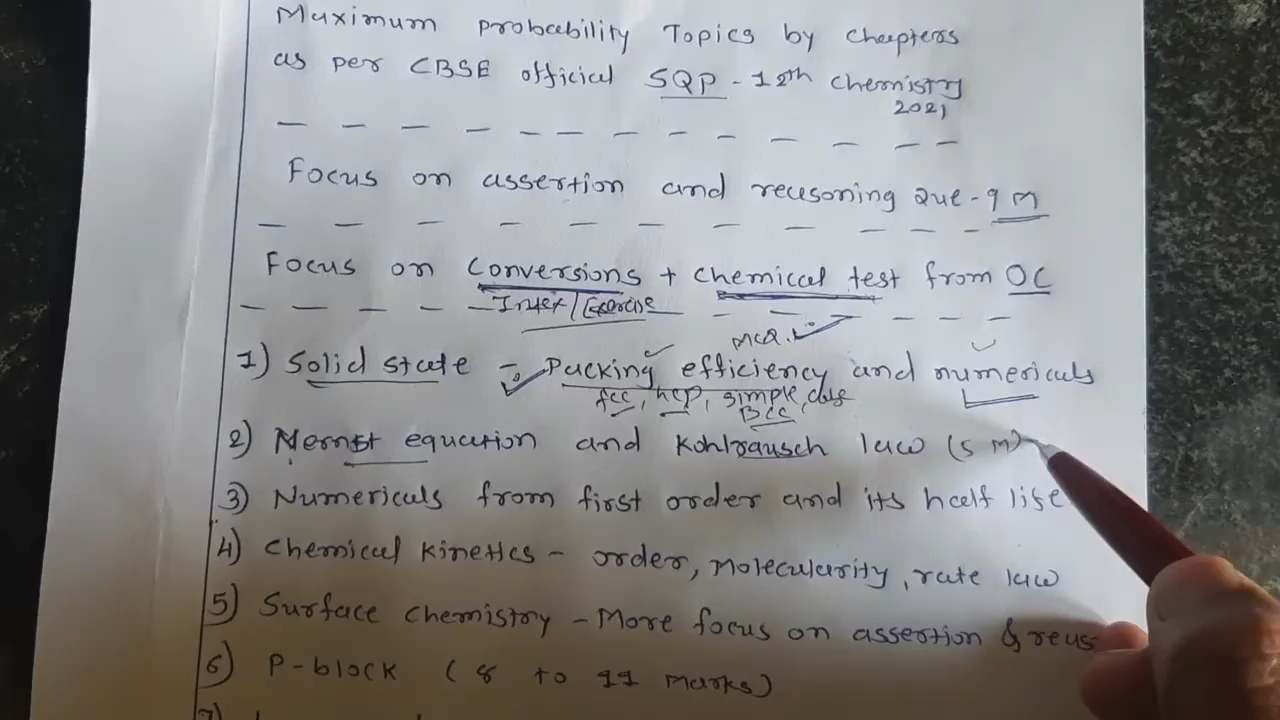 Maximum probability Topics by chapters
as per CBSE official SQP - 12th chemistry
2021
Focus on assertion and reasoning Que - 9 M
Focus on conversions + chemical test from OC
Intext/Exercise
MCQ.
1) Solid state - Packing efficiency and numericals
fcc, hcp, simple,
BCC
2) Nernst equation and Kohlrausch law (5 M)
3) Numericals from first order and its half life
4) Chemical kinetics - order, Molecularity, rate law
5) Surface chemistry - More focus on assertion & reas
6) P-block ( 8 to 11 Marks)
7)